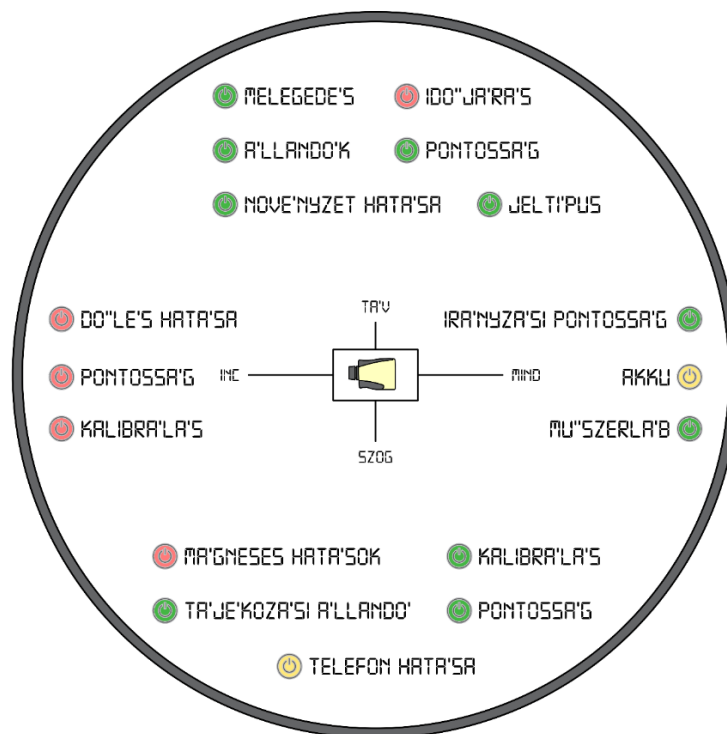 MELEGEDE'S IDO"JA'RA'S
A'LLANDO'K PONTOSSA'G
NOVE'NYZET HATA'SA JELTI'PUS
TA'V
DO"LE'S HATA'SA IRA'NYZA'SI PONTOSSA'G
PONTOSSA'G INC MIND AKKU
KALIBRA'LA'S MU"SZERLA'B
SZOG
MA'GNESES HATA'SOK KALIBRA'LA'S
TA'JE'KOZA'SI A'LLANDO' PONTOSSA'G
TELEFON HATA'SA